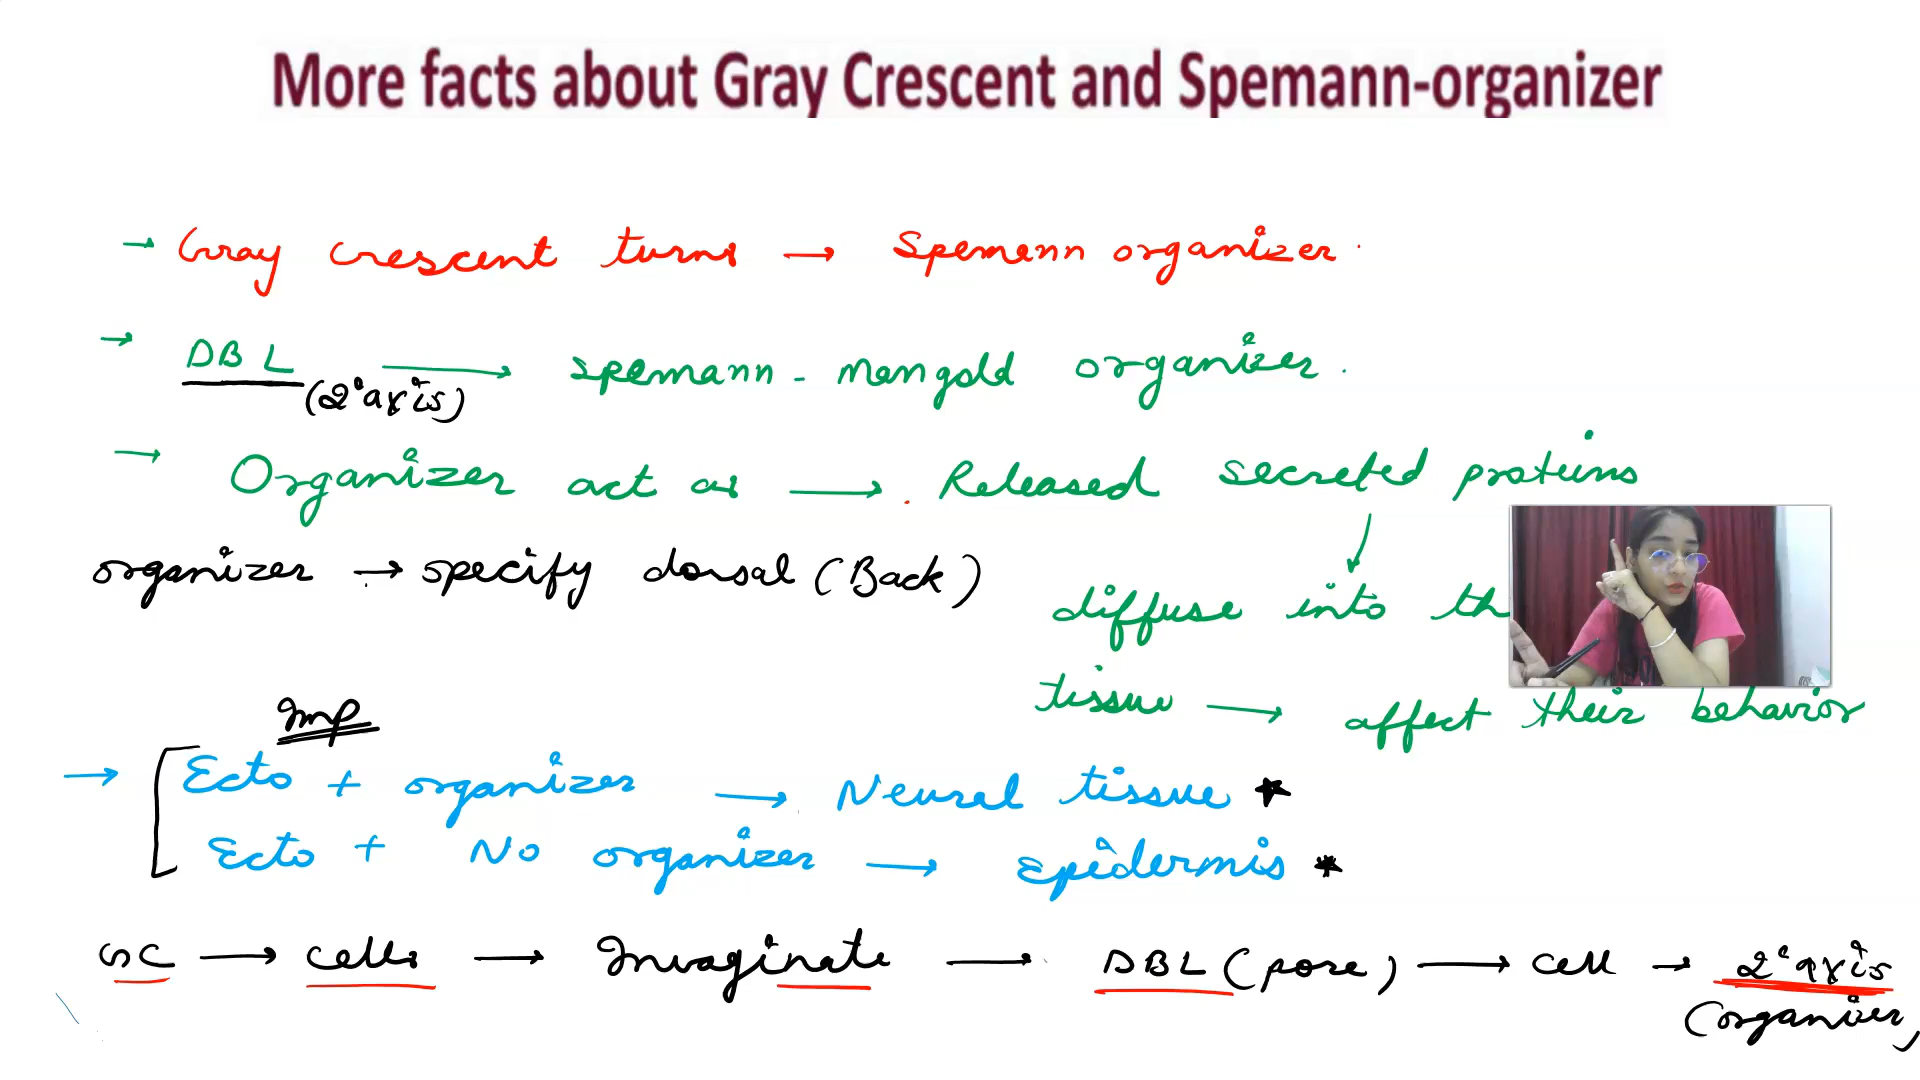 More facts about Gray Crescent and Spemann-organizer
→ Gray crescent turns → Spemann organizer.
→ DBL → Spemann - mangold organizer.
(2° axis)
→ Organizer act as → Released secreted proteins
organizer → specify dorsal (Back)
diffuse into
tissue → affect their behavior
Imp
→ Ecto + organizer → Neural tissue ★
Ecto + No organizer → Epidermis ★
GC → cells → Invaginate → DBL (pore) → cell → 2° axis
(organizer)